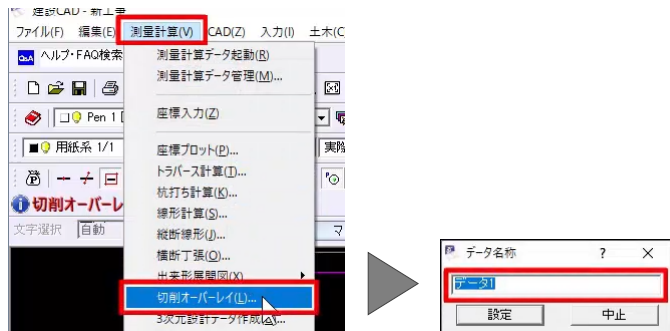 建設CAD - 新工事
ファイル(F) 編集(E) 測量計算(V) CAD(Z) 入力(I) 土木(C
Q&A ヘルプ・FAQ検索
測量計算データ起動(R)
測量計算データ管理(M)...
Pen 1
座標入力(Z)
用紙系 1/1
実際
座標プロット(P)...
トラバース計算(T)...
杭打ち計算(K)...
切削オーバーレ
線形計算(S)...
文字選択 自動
マ
縦断線形(J)...
横断丁張(O)...
出来形展開図(X)
切削オーバーレイ(L)...
3次元設計データ作成(A)...
データ名称 ? ×
データ1
設定 中止